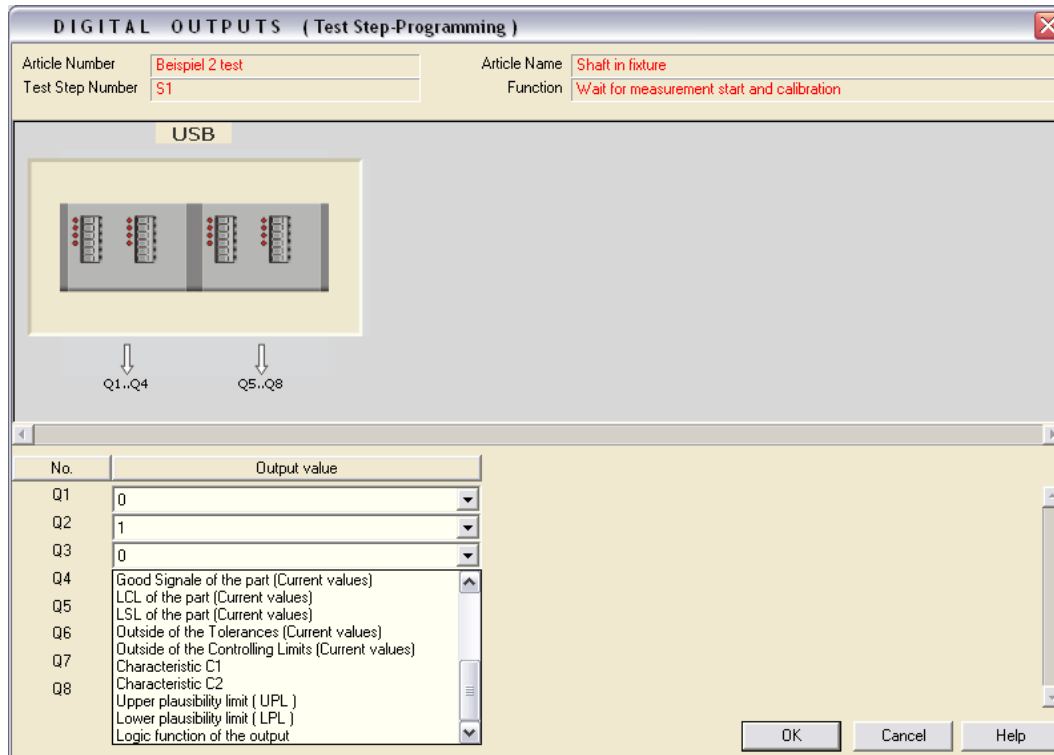 DIGITAL OUTPUTS ( Test Step-Programming )
Article Number Beispiel 2 test Article Name Shaft in fixture
Test Step Number S1 Function Wait for measurement start and calibration
USB
Q1..Q4 Q5..Q8
No. Output value
Q1 0
Q2 1
Q3 0
Q4 Good Signale of the part (Current values)
LCL of the part (Current values)
Q5 LSL of the part (Current values)
Outside of the Tolerances (Current values)
Q6 Outside of the Controlling Limits (Current values)
Q7 Characteristic C1
Characteristic C2
Q8 Upper plausibility limit ( UPL )
Lower plausibility limit ( LPL )
Logic function of the output
OK Cancel Help